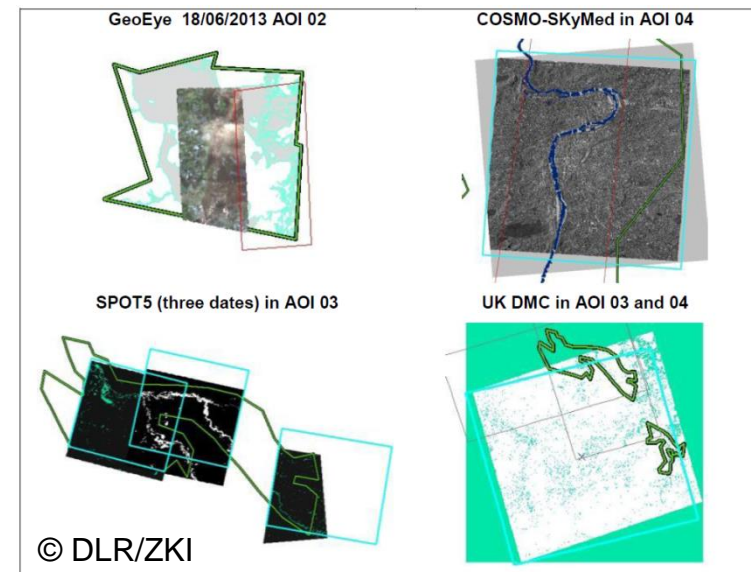 GeoEye 18/06/2013 AOI 02
COSMO-SKyMed in AOI 04
SPOT5 (three dates) in AOI 03
UK DMC in AOI 03 and 04
© DLR/ZKI